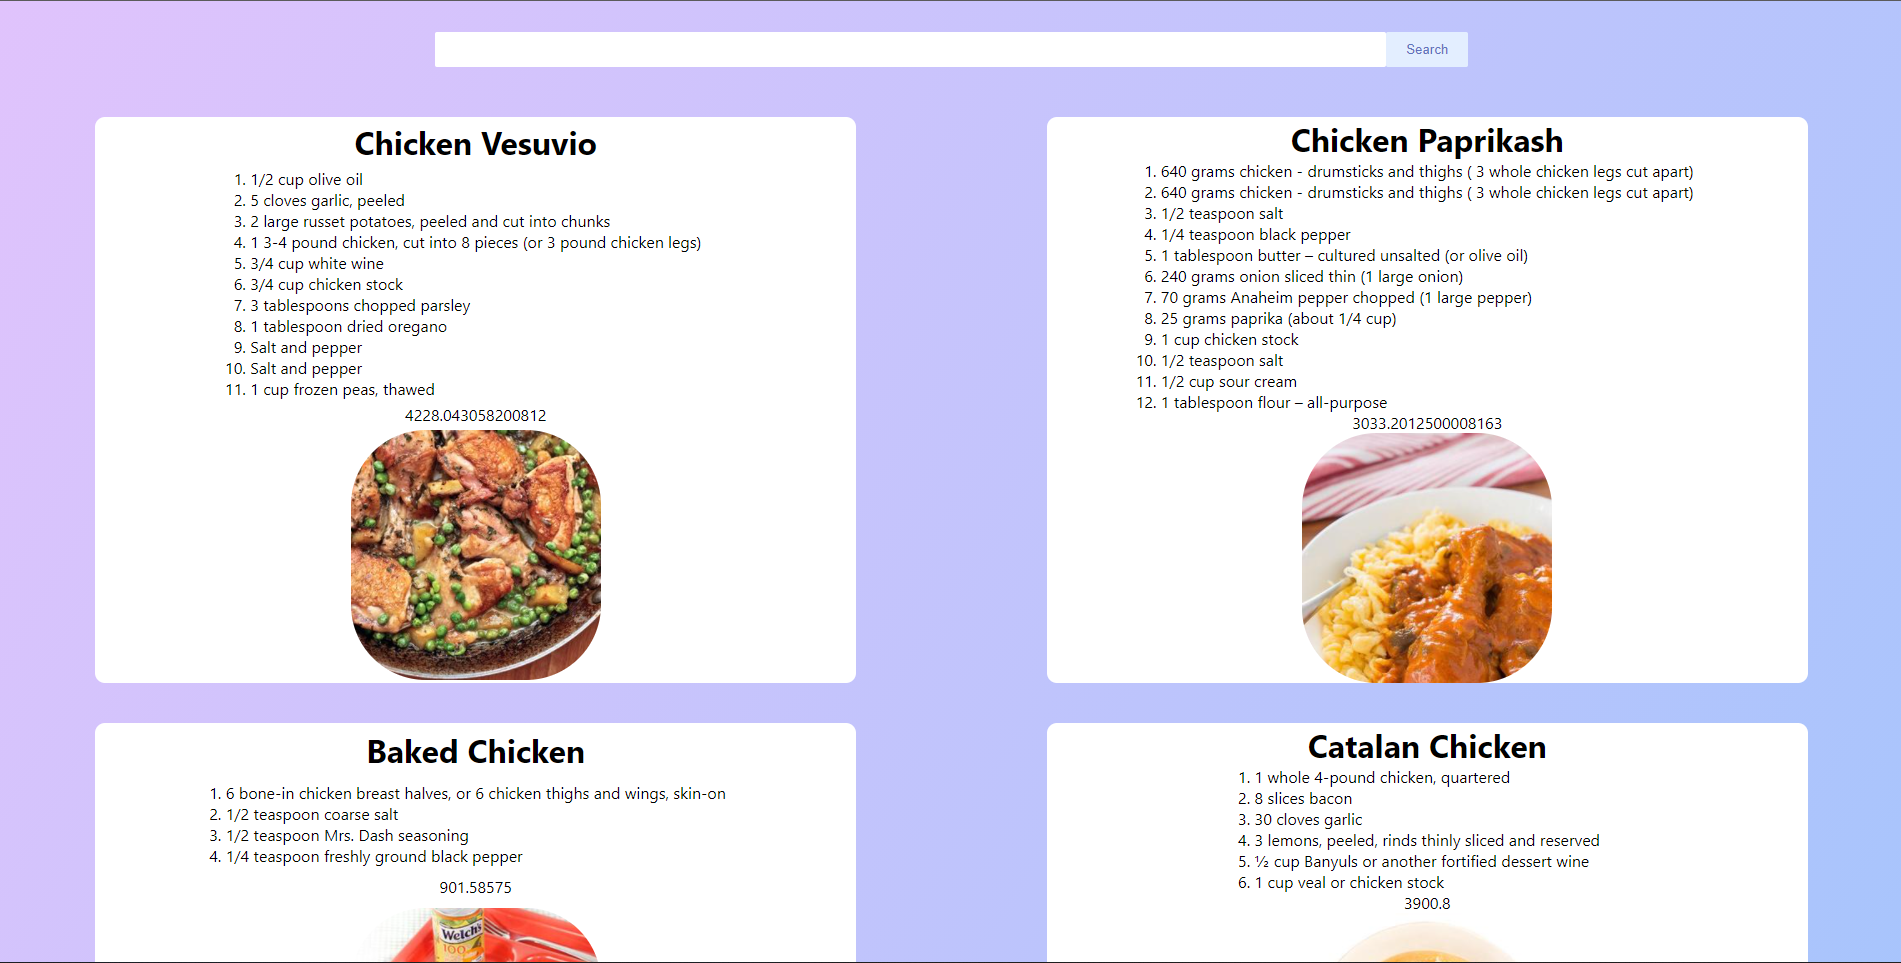 Search
Chicken Vesuvio
1. 1/2 cup olive oil
2. 5 cloves garlic, peeled
3. 2 large russet potatoes, peeled and cut into chunks
4. 1 3-4 pound chicken, cut into 8 pieces (or 3 pound chicken legs)
5. 3/4 cup white wine
6. 3/4 cup chicken stock
7. 3 tablespoons chopped parsley
8. 1 tablespoon dried oregano
9. Salt and pepper
10. Salt and pepper
11. 1 cup frozen peas, thawed
4228.043058200812
Chicken Paprikash
1. 640 grams chicken - drumsticks and thighs ( 3 whole chicken legs cut apart)
2. 640 grams chicken - drumsticks and thighs ( 3 whole chicken legs cut apart)
3. 1/2 teaspoon salt
4. 1/4 teaspoon black pepper
5. 1 tablespoon butter – cultured unsalted (or olive oil)
6. 240 grams onion sliced thin (1 large onion)
7. 70 grams Anaheim pepper chopped (1 large pepper)
8. 25 grams paprika (about 1/4 cup)
9. 1 cup chicken stock
10. 1/2 teaspoon salt
11. 1/2 cup sour cream
12. 1 tablespoon flour – all-purpose
3033.2012500008163
Baked Chicken
1. 6 bone-in chicken breast halves, or 6 chicken thighs and wings, skin-on
2. 1/2 teaspoon coarse salt
3. 1/2 teaspoon Mrs. Dash seasoning
4. 1/4 teaspoon freshly ground black pepper
901.58575
Welch's
100
Catalan Chicken
1. 1 whole 4-pound chicken, quartered
2. 8 slices bacon
3. 30 cloves garlic
4. 3 lemons, peeled, rinds thinly sliced and reserved
5. ½ cup Banyuls or another fortified dessert wine
6. 1 cup veal or chicken stock
3900.8